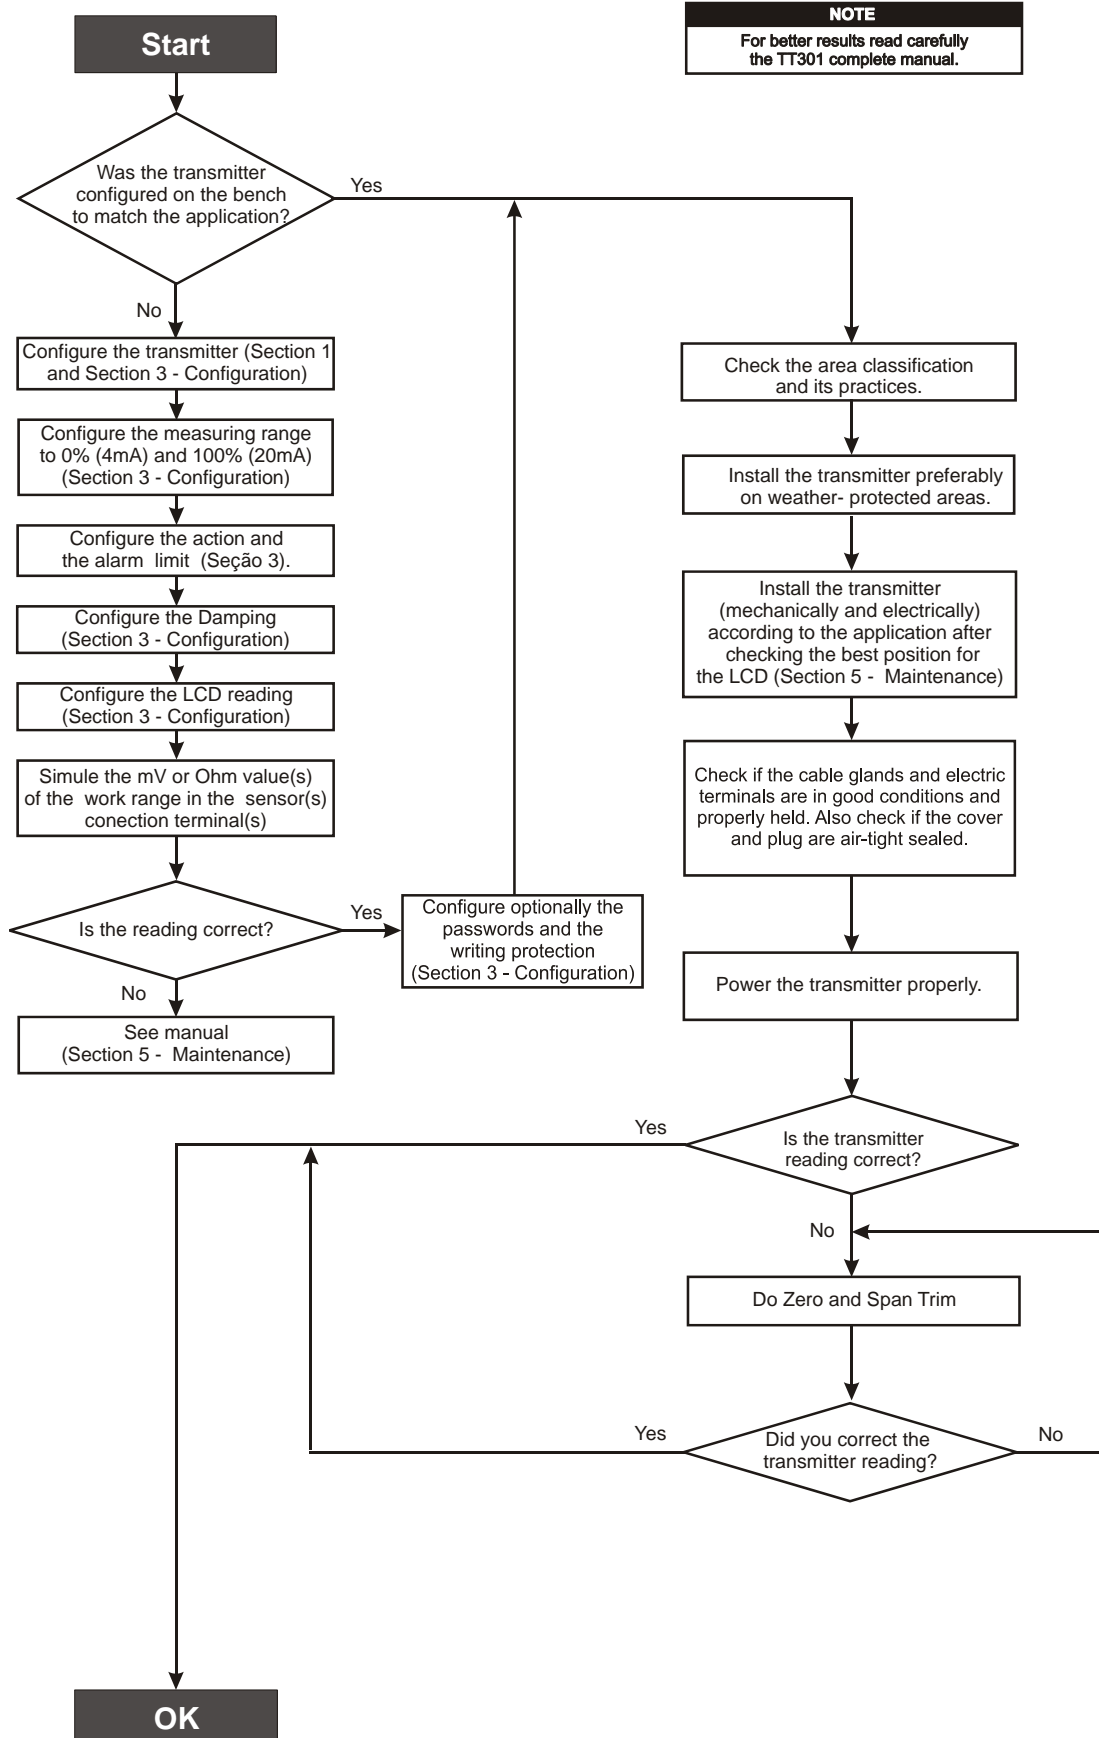 Start
NOTE
For better results read carefully
the TT301 complete manual.
Was the transmitter
configured on the bench
to match the application?
Yes
No
Configure the transmitter (Section 1
and Section 3 - Configuration)
Configure the measuring range
to 0% (4mA) and 100% (20mA)
(Section 3 - Configuration)
Configure the action and
the alarm limit (Seção 3).
Configure the Damping
(Section 3 - Configuration)
Configure the LCD reading
(Section 3 - Configuration)
Simule the mV or Ohm value(s)
of the work range in the sensor(s)
conection terminal(s)
Is the reading correct?
Yes
Configure optionally the
passwords and the
writing protection
(Section 3 - Configuration)
No
See manual
(Section 5 - Maintenance)
Check the area classification
and its practices.
Install the transmitter preferably
on weather- protected areas.
Install the transmitter
(mechanically and electrically)
according to the application after
checking the best position for
the LCD (Section 5 - Maintenance)
Check if the cable glands and electric
terminals are in good conditions and
properly held. Also check if the cover
and plug are air-tight sealed.
Power the transmitter properly.
Is the transmitter
reading correct?
Yes
No
Do Zero and Span Trim
Did you correct the
transmitter reading?
Yes
No
OK